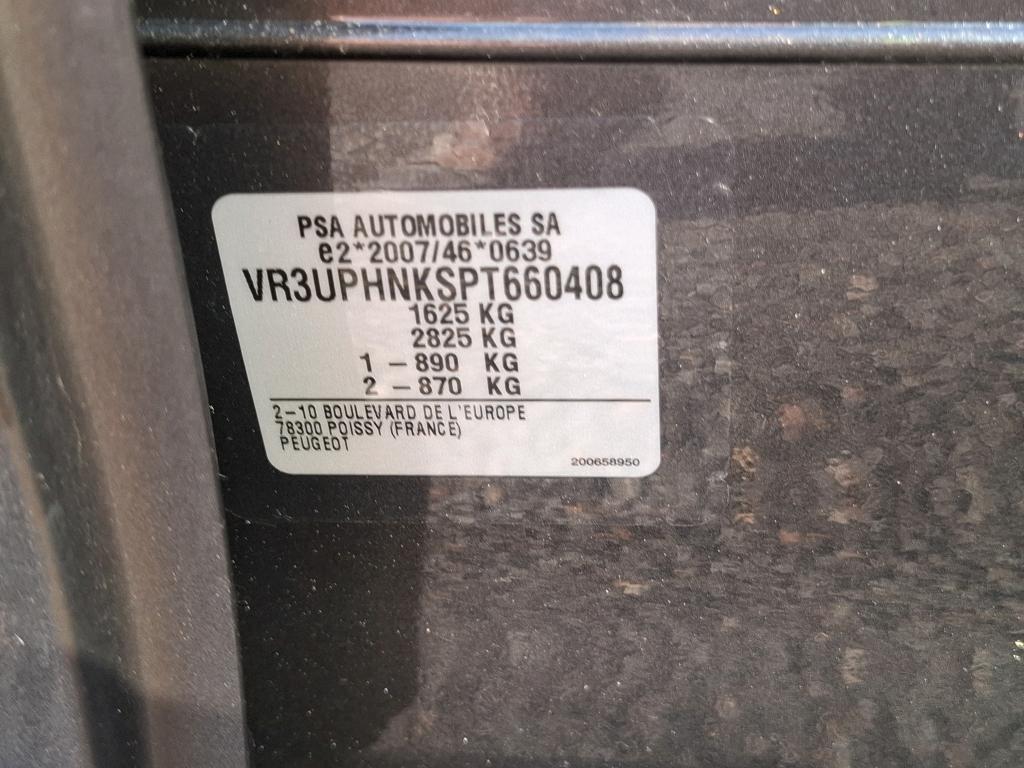 PSA AUTOMOBILES SA
e2*2007/46*0639
VR3UPHNKSPT660408
1625 KG
2825 KG
1 – 890 KG
2 – 870 KG
2–10 BOULEVARD DE L'EUROPE
78300 POISSY (FRANCE)
PEUGEOT
200658950